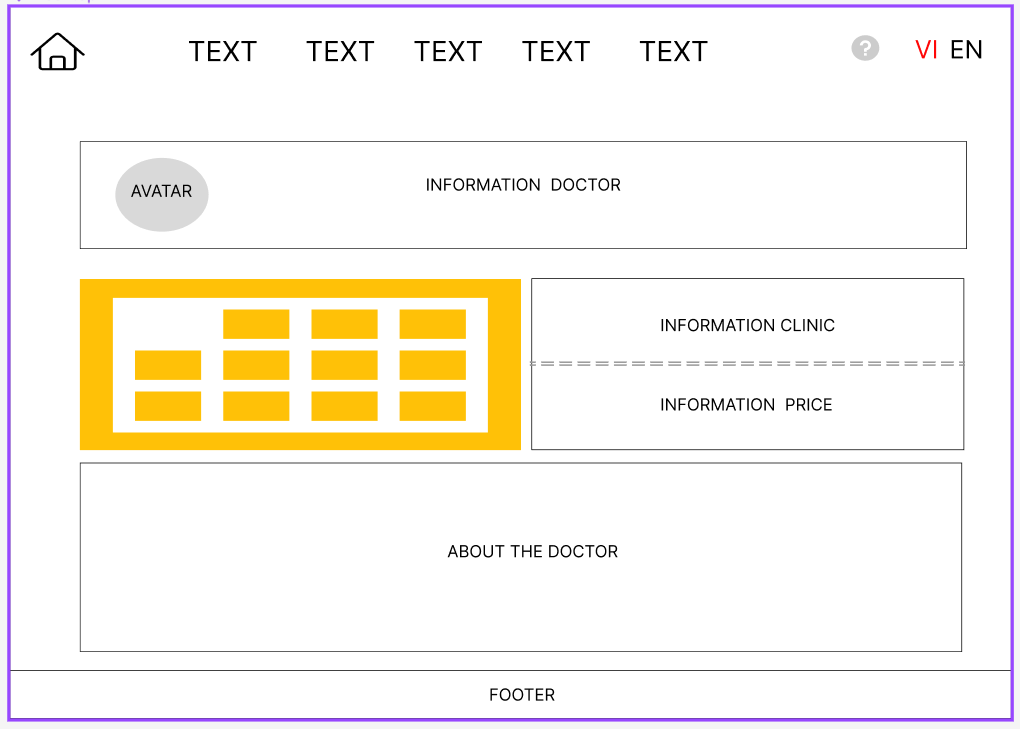 TEXT TEXT TEXT TEXT TEXT ? VI EN
AVATAR
INFORMATION DOCTOR
INFORMATION CLINIC
INFORMATION PRICE
ABOUT THE DOCTOR
FOOTER